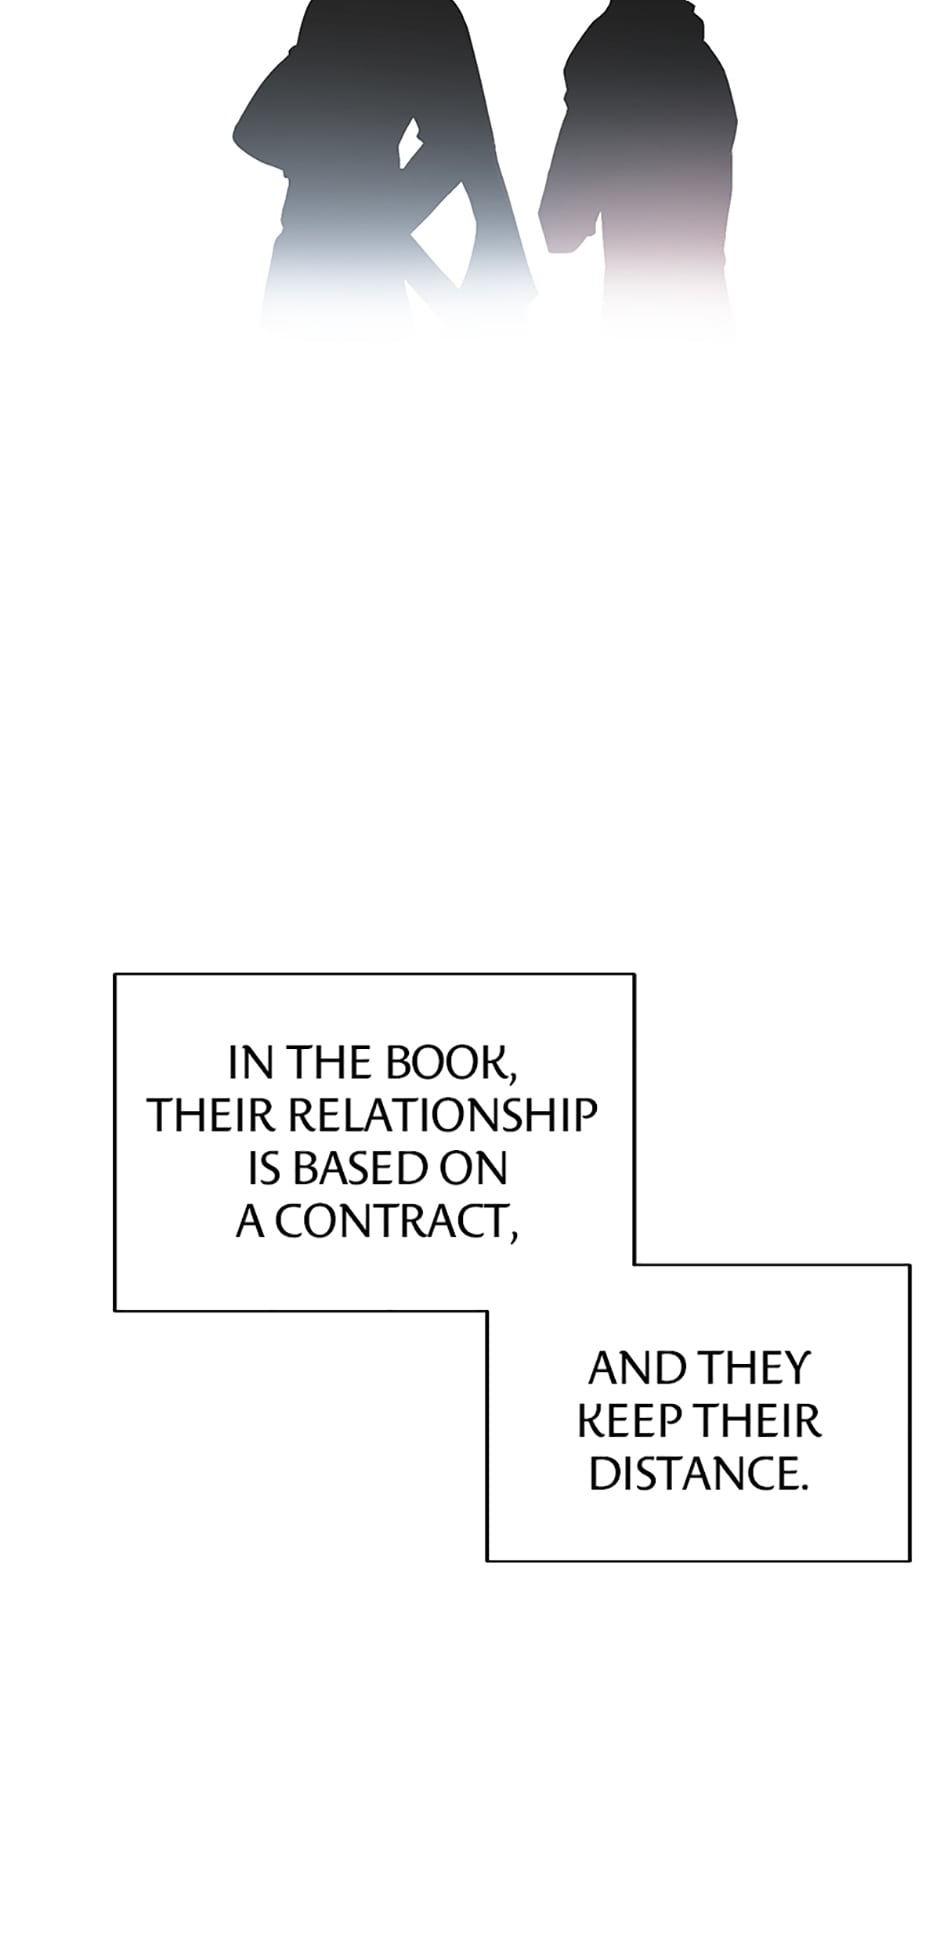 IN THE BOOK,
THEIR RELATIONSHIP
IS BASED ON
A CONTRACT,
AND THEY
KEEP THEIR
DISTANCE.